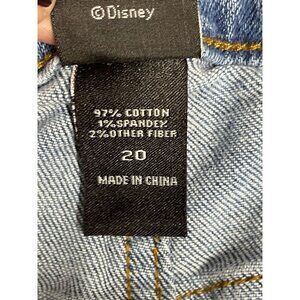 ©Disney
97% COTTON
1% SPANDEX
2% OTHER FIBER
20
MADE IN CHINA